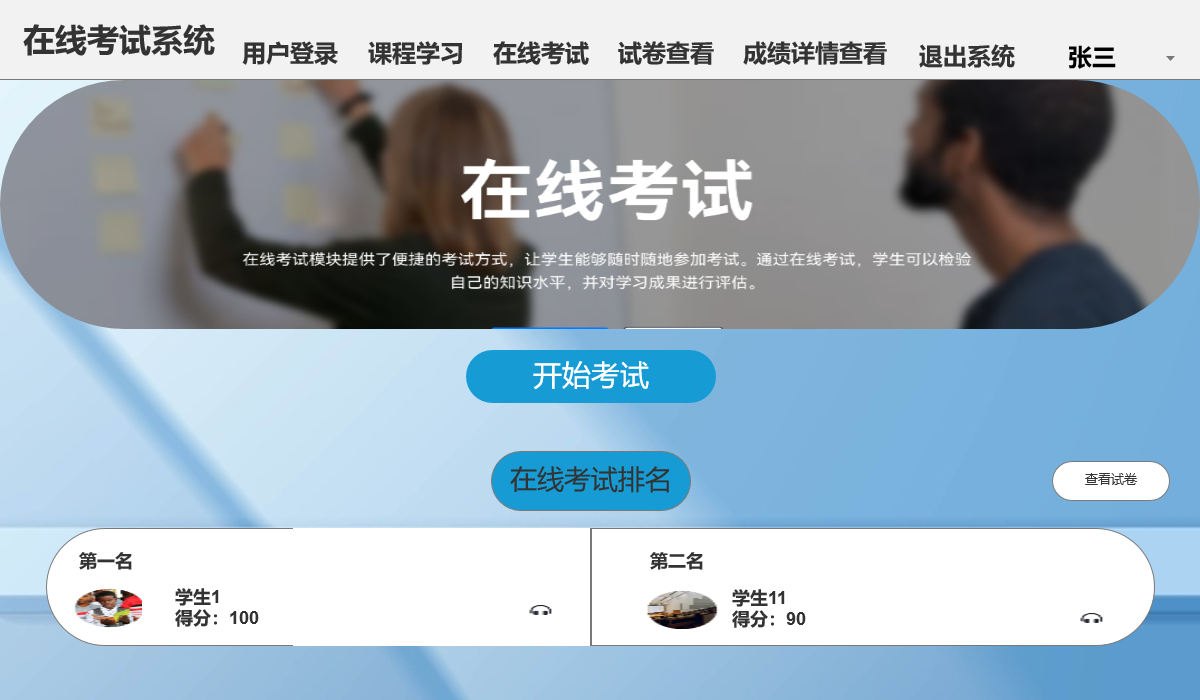 在线考试系统
用户登录 课程学习 在线考试 试卷查看 成绩详情查看 退出系统 张三
在线考试
在线考试模块提供了便捷的考试方式，让学生能够随时随地参加考试。通过在线考试，学生可以检验
自己的知识水平，并对学习成果进行评估。
开始考试
在线考试排名
查看试卷
第一名
学生1
得分：100
第二名
学生11
得分：90